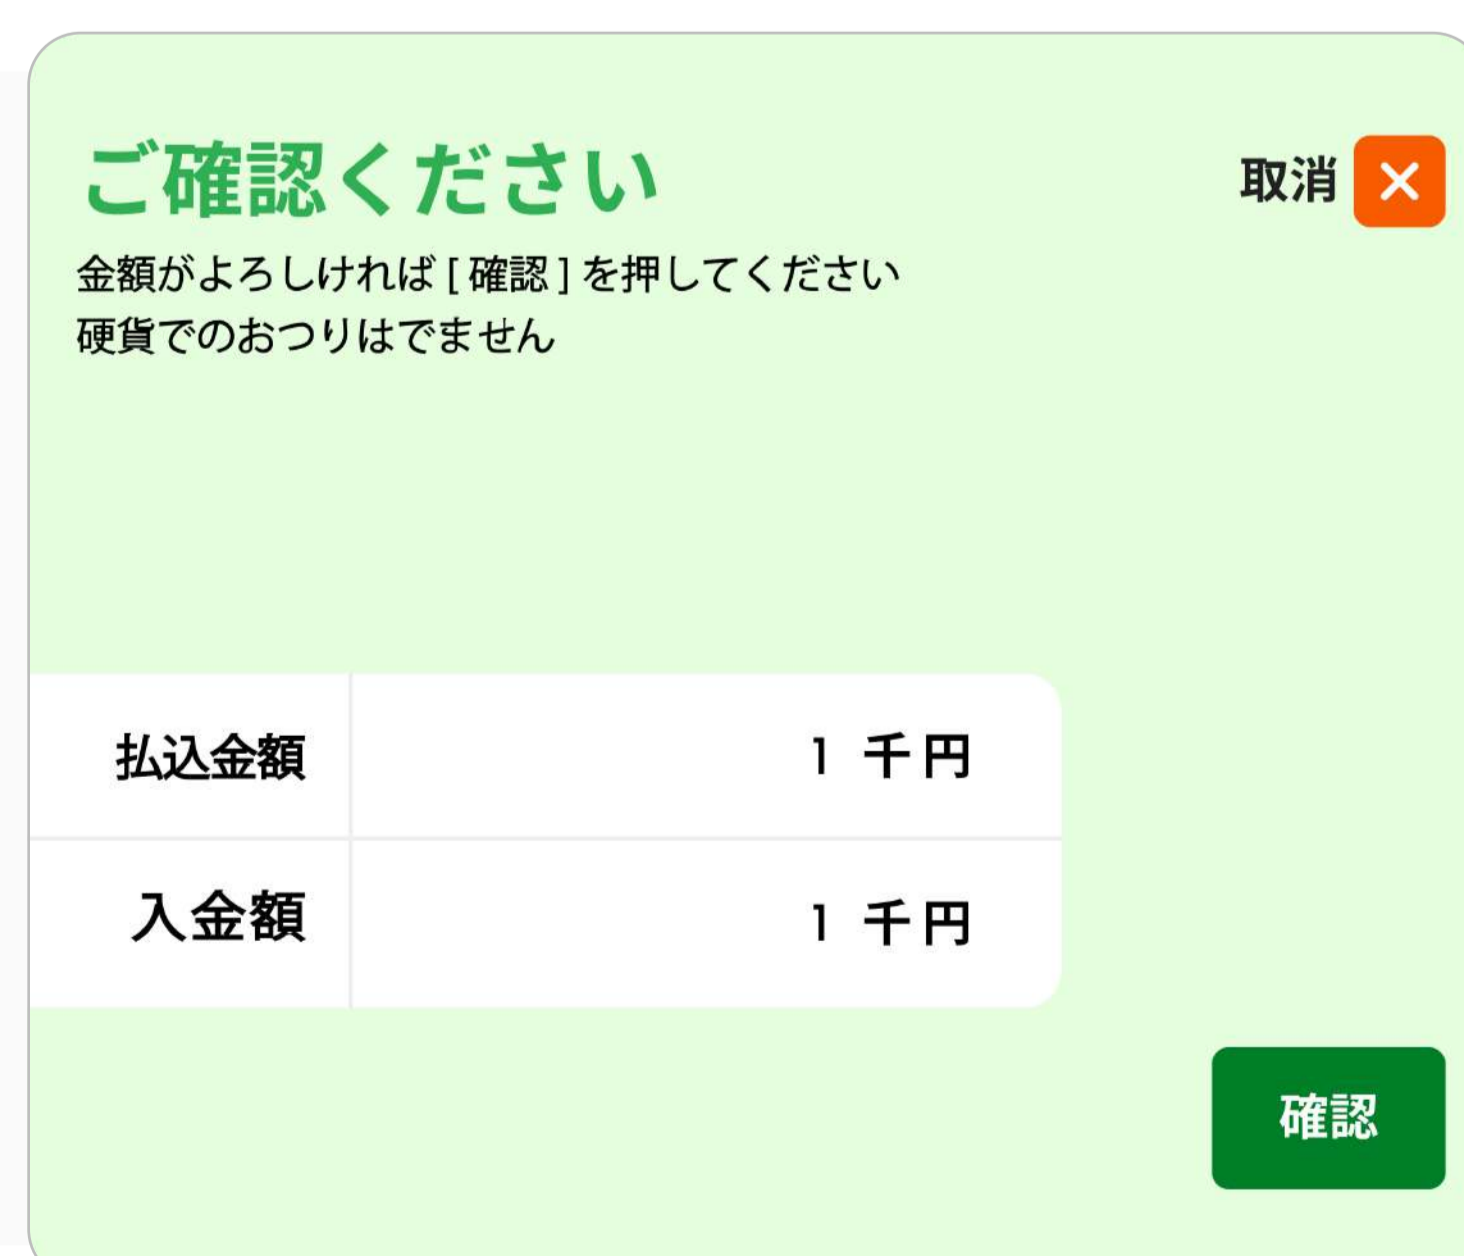 ご確認ください
取消
金額がよろしければ [ 確認 ] を押してください
硬貨でのおつりはでません
払込金額 1 千円
入金額 1 千円
確認